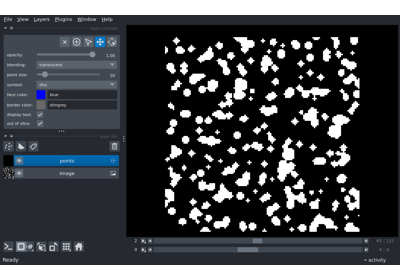 File View Layers Plugins Window Help
opacity: 1.00
blending: translucent
point size: 10
symbol: disc
face color: blue
border color: dimgrey
display text:
out of slice:
points
Image
2
0
Ready
activity